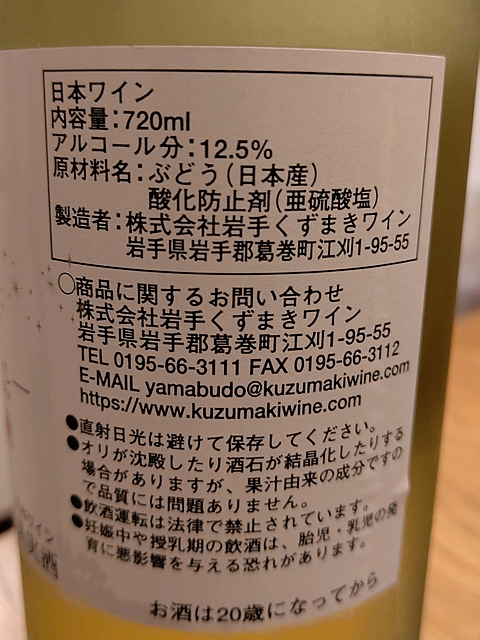 日本ワイン
内容量：720ml
アルコール分：12.5%
原材料名：ぶどう（日本産）
酸化防止剤（亜硫酸塩）
製造者：株式会社岩手くずまきワイン
岩手県岩手郡葛巻町江刈1-95-55
○商品に関するお問い合わせ
株式会社岩手くずまきワイン
岩手県岩手郡葛巻町江刈1-95-55
TEL 0195-66-3111 FAX 0195-66-3112
E-MAIL yamabudo@kuzumakiwine.com
https://www.kuzumakiwine.com
●直射日光は避けて保存してください。
●オリが沈殿したり酒石が結晶化したりする
場合がありますが、果汁由来の成分ですの
で品質には問題ありません。
●飲酒運転は法律で禁止されています。
●妊娠中や授乳期の飲酒は、胎児・乳児の発
育に悪影響を与える恐れがあります。
お酒は20歳になってから
ワイン
果実酒